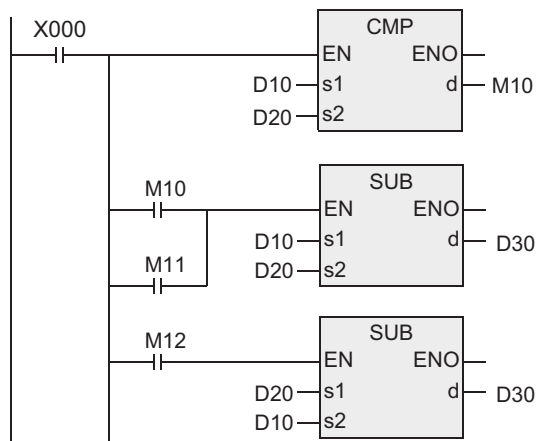 X000
CMP
EN ENO
D10 s1 d M10
D20 s2
M10
SUB
EN ENO
D10 s1 d D30
M11
D20 s2
M12
SUB
EN ENO
D20 s1 d D30
D10 s2